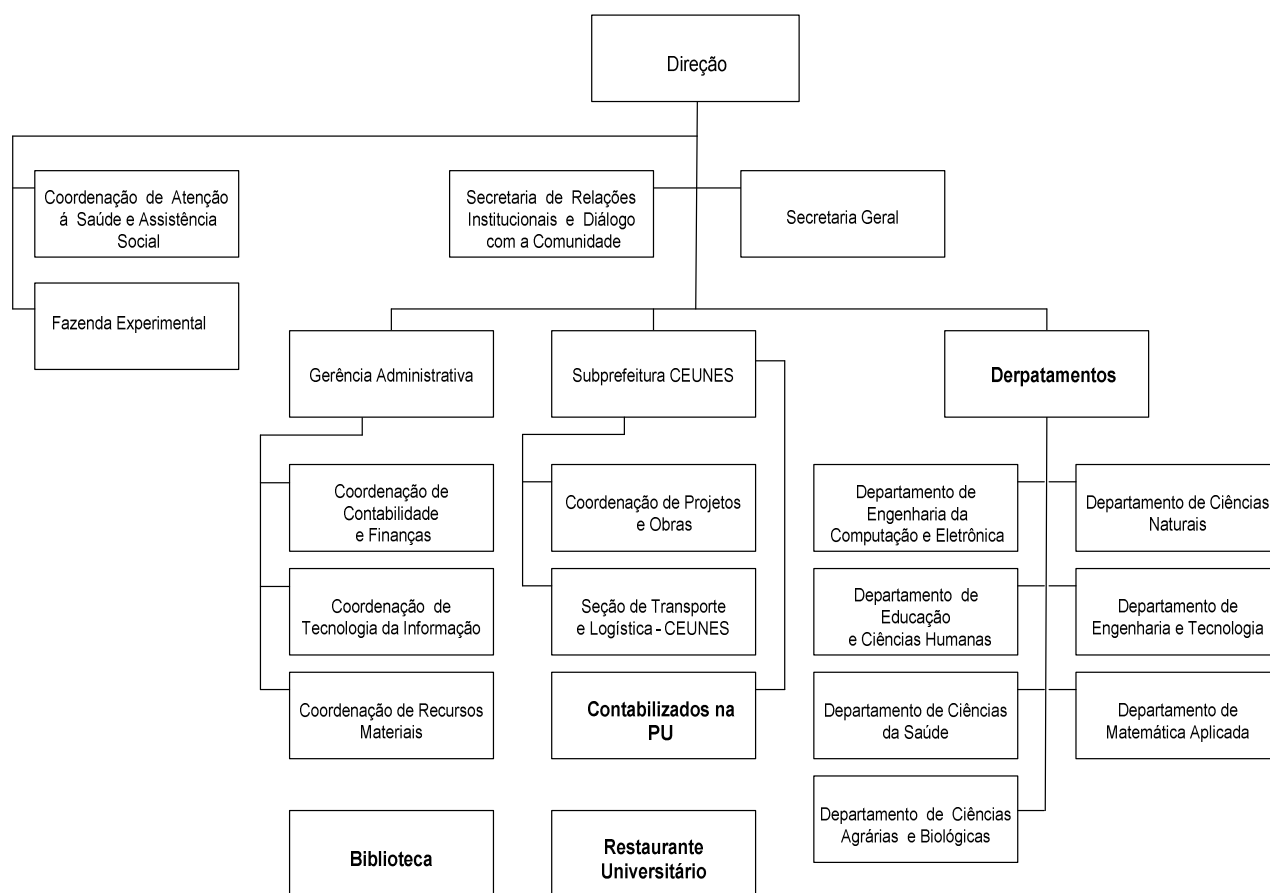 Direção
Coordenação de Atenção
á Saúde e Assistência
Social
Secretaria de Relações
Institucionais e Diálogo
com a Comunidade
Secretaria Geral
Fazenda Experimental
Gerência Administrativa
Subprefeitura CEUNES
Derpatamentos
Coordenação de
Contabilidade
e Finanças
Coordenação de Projetos
e Obras
Departamento de
Engenharia da
Computação e Eletrônica
Departamento de Ciências
Naturais
Coordenação de
Tecnologia da Informação
Seção de Transporte
e Logística - CEUNES
Departamento de
Educação
e Ciências Humanas
Departamento de
Engenharia e Tecnologia
Coordenação de Recursos
Materiais
Contabilizados na
PU
Departamento de Ciências
da Saúde
Departamento de
Matemática Aplicada
Departamento de Ciências
Agrárias e Biológicas
Biblioteca
Restaurante
Universitário